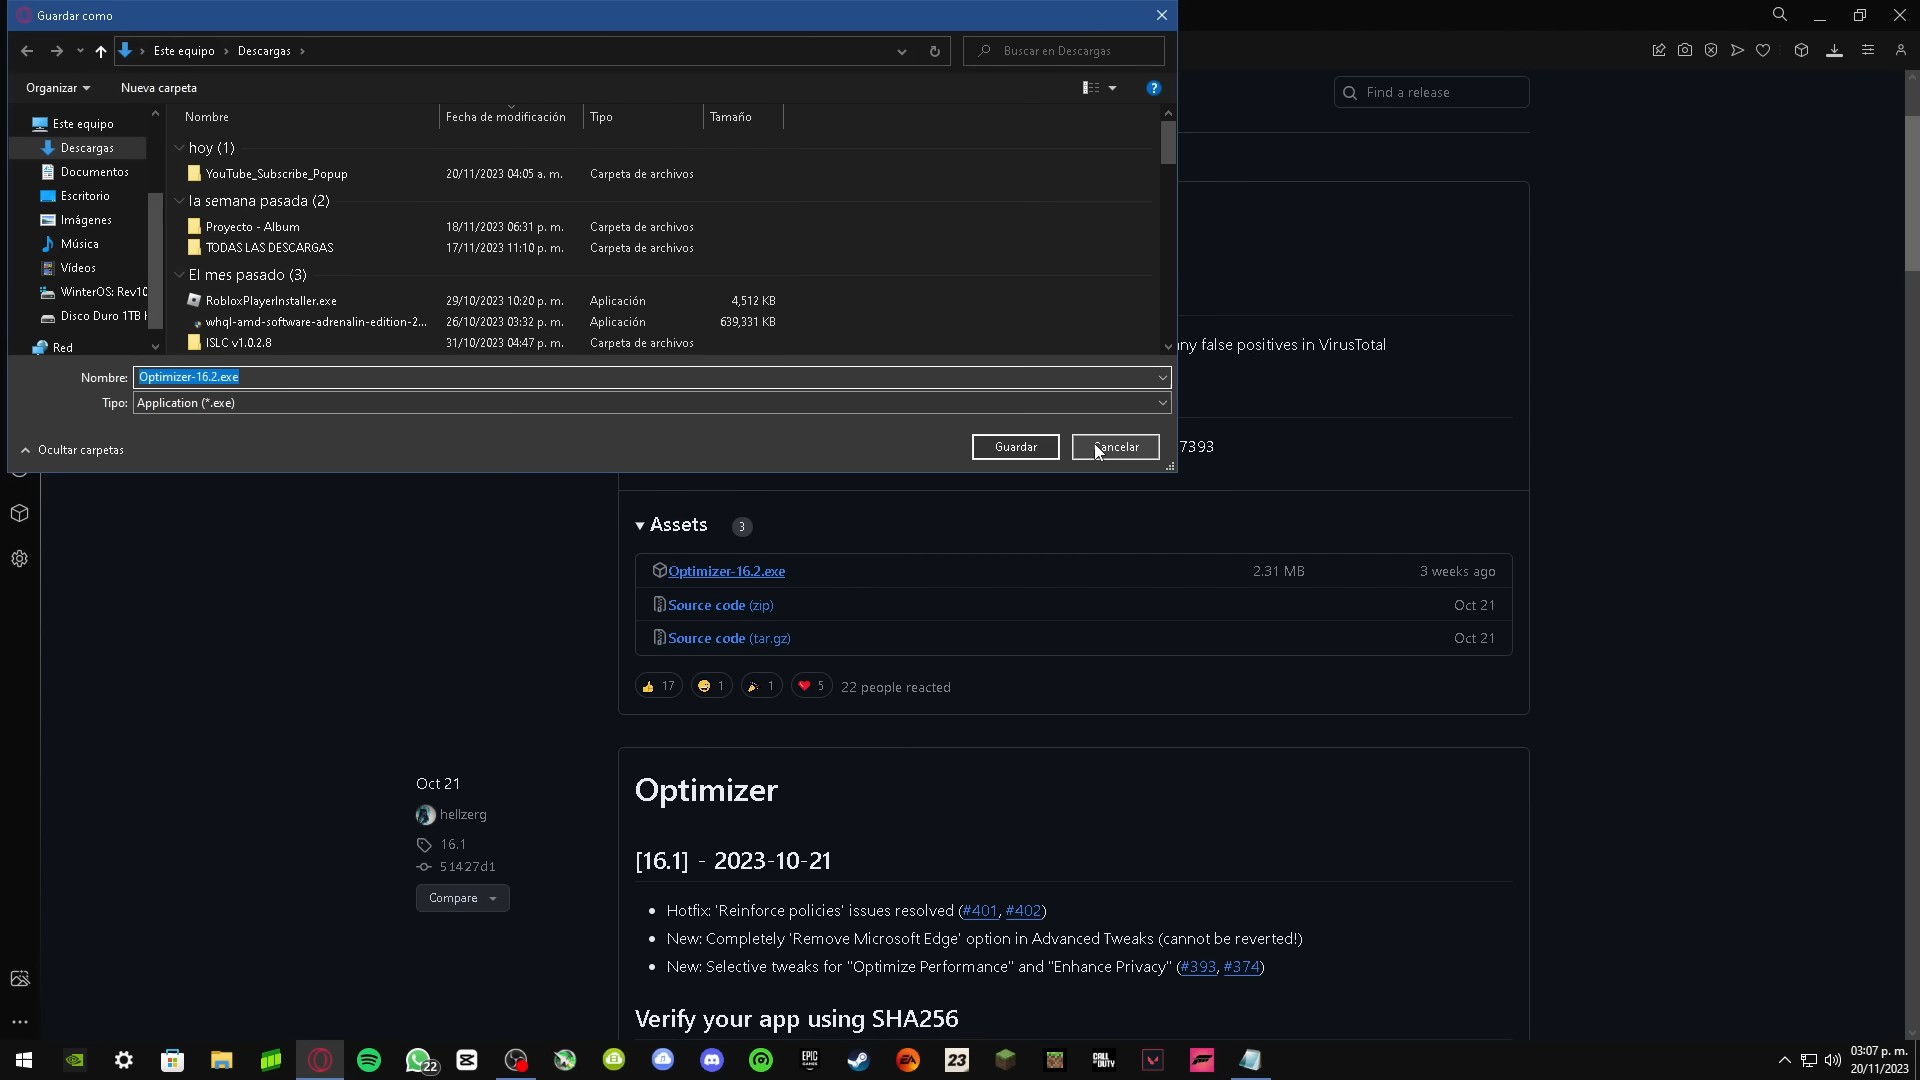 Guardar como
Este equipo › Descargas ›
Buscar en Descargas
Organizar
Nueva carpeta
Find a release
Nombre
Fecha de modificación
Tipo
Tamaño
Este equipo
Descargas
Documentos
Escritorio
Imágenes
Música
Vídeos
WinterOS: Rev10
Disco Duro 1TB
Red
hoy (1)
YouTube_Subscribe_Popup 20/11/2023 04:05 a. m. Carpeta de archivos
la semana pasada (2)
Proyecto - Album 18/11/2023 06:31 p. m. Carpeta de archivos
TODAS LAS DESCARGAS 17/11/2023 11:10 p. m. Carpeta de archivos
El mes pasado (3)
RobloxPlayerInstaller.exe 29/10/2023 10:20 p. m. Aplicación 4,512 KB
whql-amd-software-adrenalin-edition-2... 26/10/2023 03:32 p. m. Aplicación 639,331 KB
ISLC v1.0.2.8 31/10/2023 04:47 p. m. Carpeta de archivos
Nombre: Optimizer-16.2.exe
Tipo: Application (*.exe)
Ocultar carpetas
Guardar
Cancelar
any false positives in VirusTotal
7393
Assets 3
Optimizer-16.2.exe 2.31 MB 3 weeks ago
Source code (zip) Oct 21
Source code (tar.gz) Oct 21
17 1 1 5 22 people reacted
Oct 21
hellzerg
16.1
51427d1
Compare
Optimizer
[16.1] - 2023-10-21
Hotfix: 'Reinforce policies' issues resolved (#401, #402)
New: Completely 'Remove Microsoft Edge' option in Advanced Tweaks (cannot be reverted!)
New: Selective tweaks for "Optimize Performance" and "Enhance Privacy" (#393, #374)
Verify your app using SHA256
22
EPIC GAMES
EA
23
CALL OF DUTY
03:07 p. m.
20/11/2023